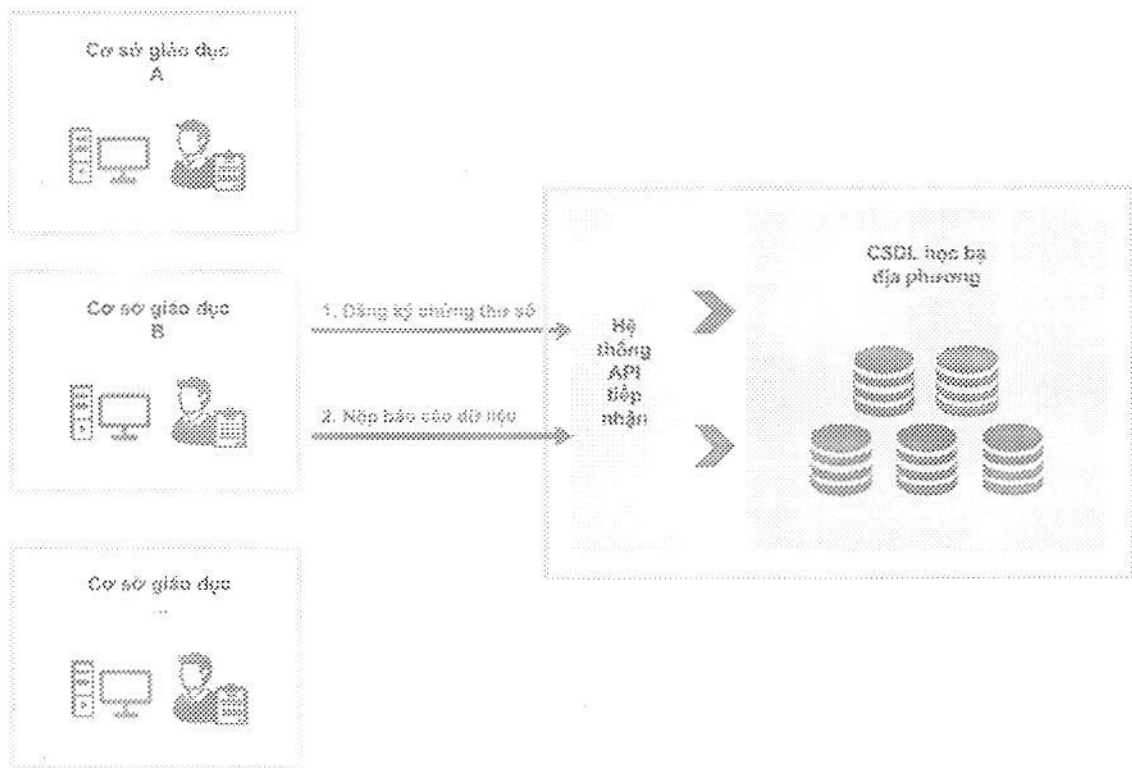 Cơ sở giáo dục
A
Cơ sở giáo dục
B
Cơ sở giáo dục
...
1. Đăng ký chứng thư số
2. Nộp báo cáo dữ liệu
Hệ
thống
API
tiếp
nhận
CSDL học bạ
địa phương